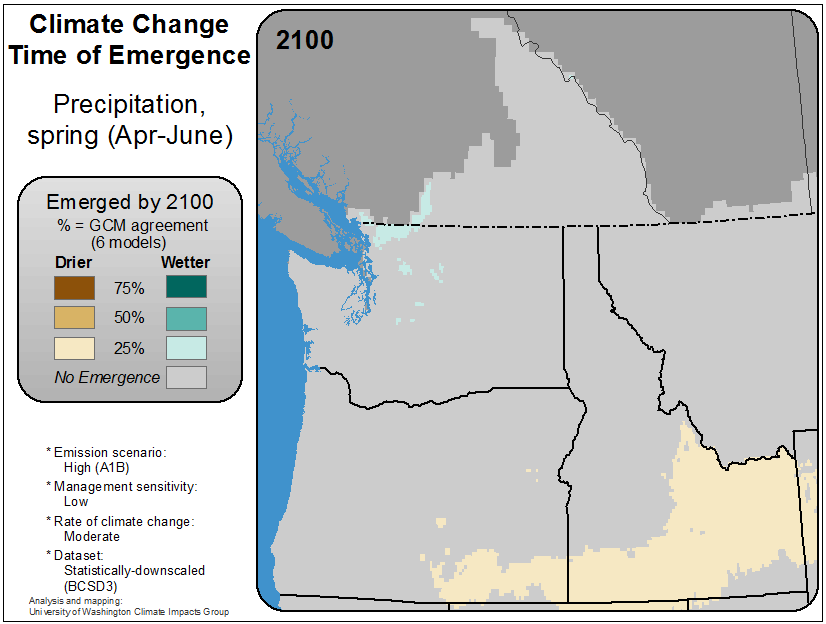 Climate Change
Time of Emergence
Precipitation,
spring (Apr-June)
2100
Emerged by 2100
% = GCM agreement
(6 models)
Drier Wetter
75%
50%
25%
No Emergence
* Emission scenario:
High (A1B)
* Management sensitivity:
Low
* Rate of climate change:
Moderate
* Dataset:
Statistically-downscaled
(BCSD3)
Analysis and mapping:
University of Washington Climate Impacts Group